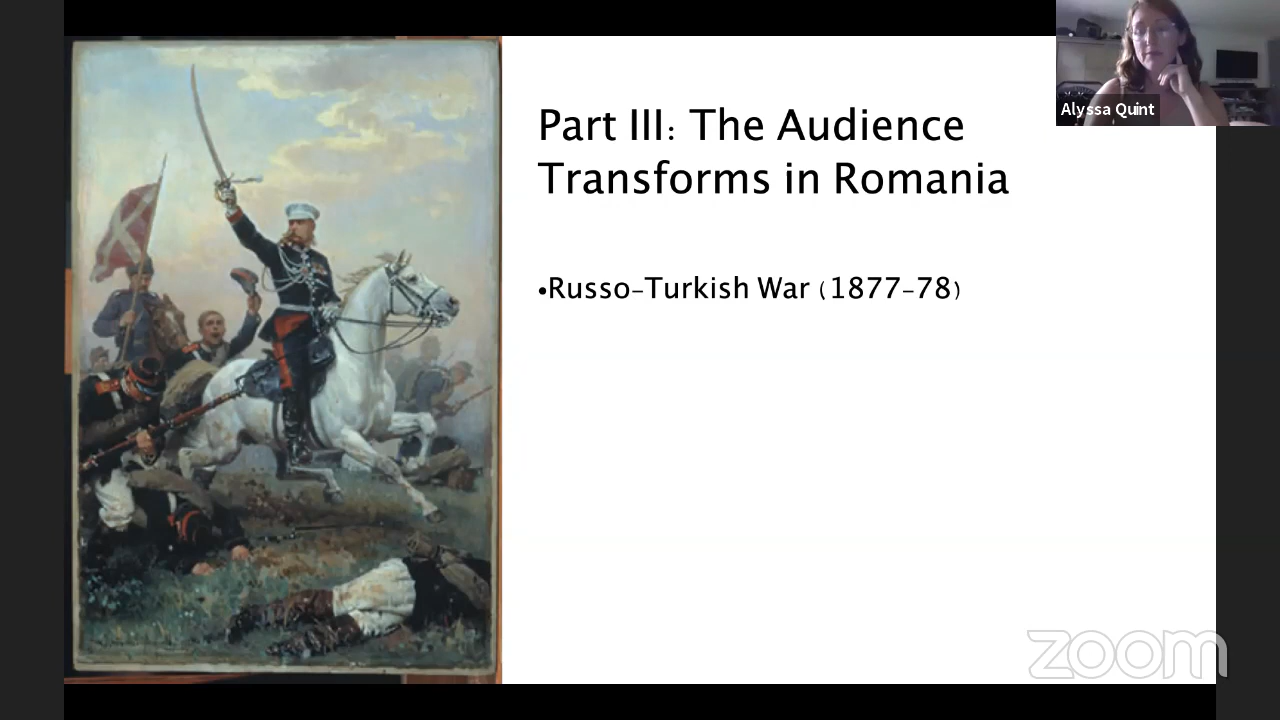 Part III: The Audience
Transforms in Romania
•Russo-Turkish War (1877-78)
Alyssa Quint
zoom